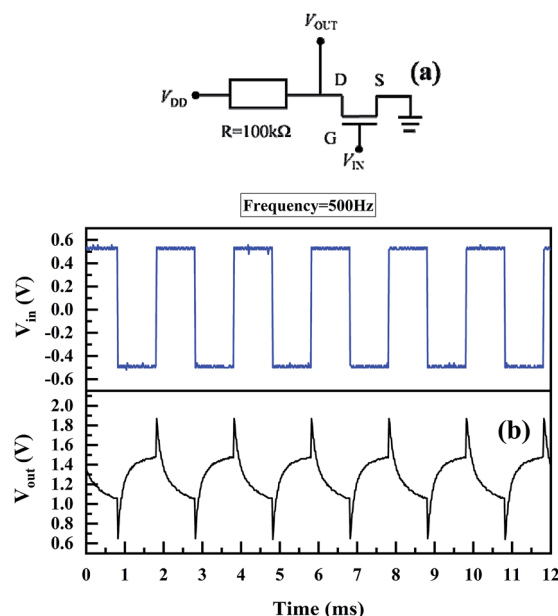 V_OUT
D S (a)
V_DD
R=100kΩ G
V_IN
Frequency=500Hz
0.6
0.4
0.2
0.0
-0.2
-0.4
-0.6
V_in (V)
2.0
1.8
1.6
1.4
1.2
1.0
0.8
0.6
V_out (V)
(b)
0 1 2 3 4 5 6 7 8 9 10 11 12
Time (ms)